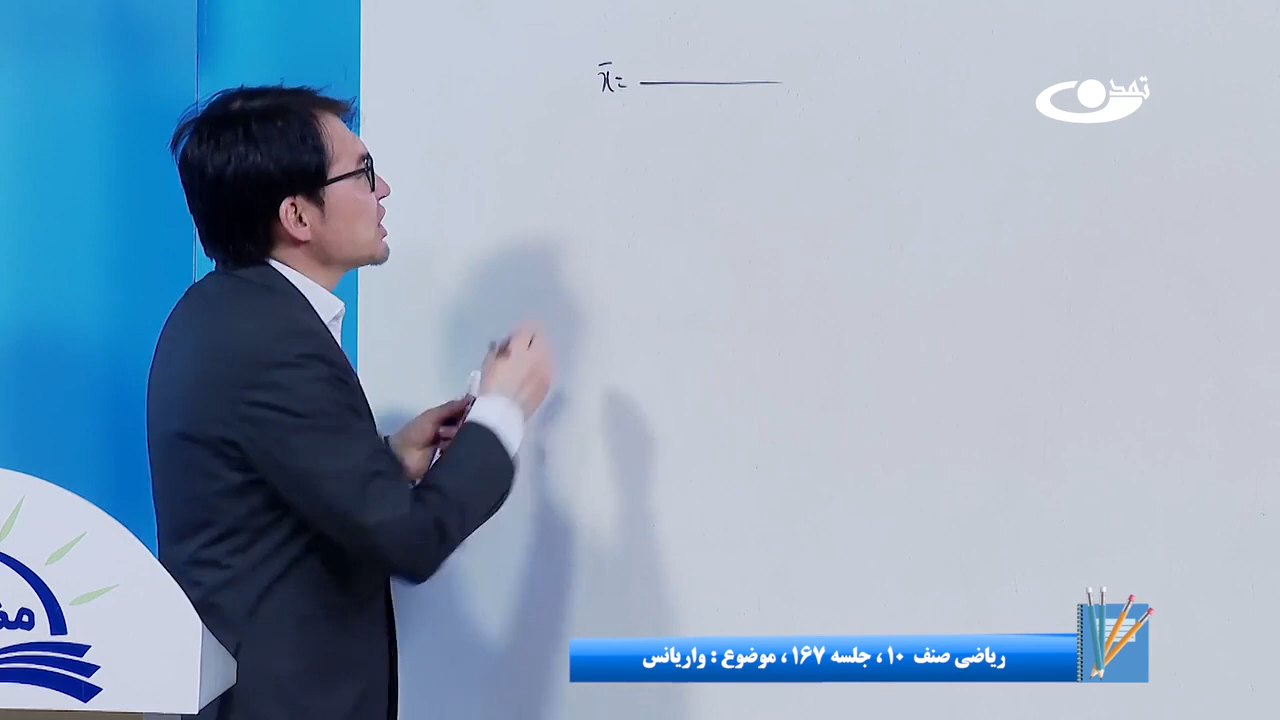 x̄ =
تمدن
ریاضی صنف ۱۰ ، جلسه ۱۶۷ ، موضوع : واریانس